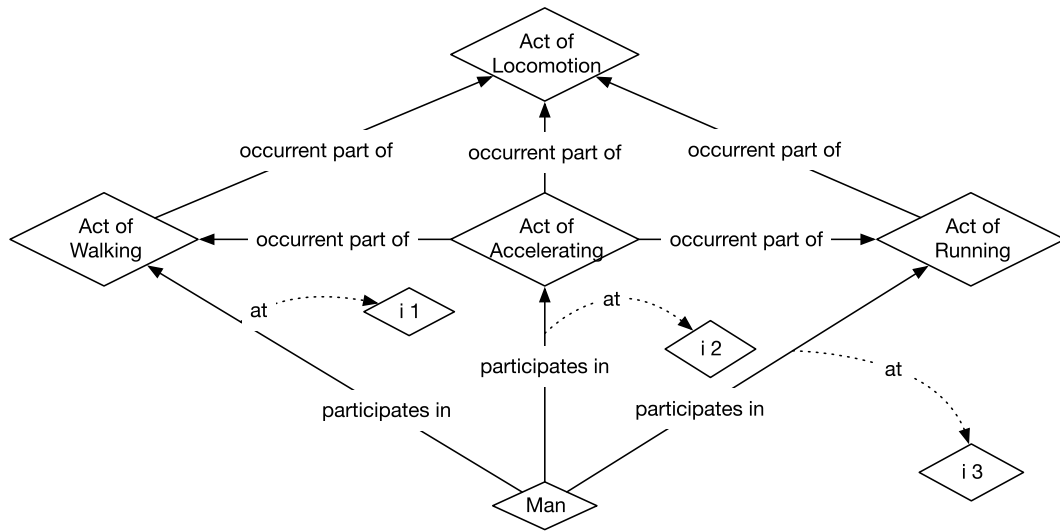 Act of
Locomotion
occurrent part of
occurrent part of
occurrent part of
Act of
Walking
occurrent part of
Act of
Accelerating
occurrent part of
Act of
Running
at
i 1
at
i 2
participates in
at
participates in
participates in
i 3
Man